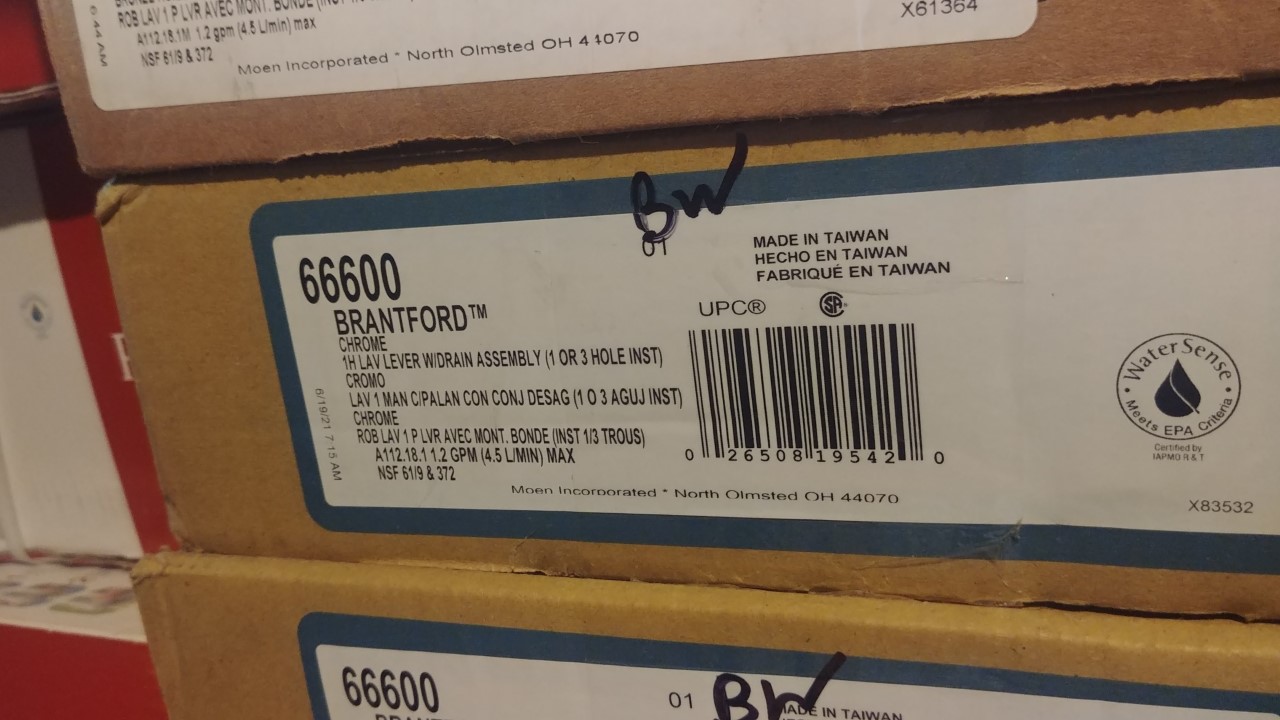 ROB LAV 1 P LVR AVEC MONT. BONDE
A112.18.1M 1.2 gpm (4.5 L/min) max
NSF 61/9 & 372
6 44 AM
Moen Incorporated * North Olmsted OH 44070
X61364
BW
01
66600
BRANTFORD™
CHROME
1H LAV LEVER W/DRAIN ASSEMBLY (1 OR 3 HOLE INST)
CROMO
LAV 1 MAN C/PALAN CON CONJ DESAG (1 O 3 AGUJ INST)
CHROME
ROB LAV 1 P LVR AVEC MONT. BONDE (INST 1/3 TROUS)
A112.18.1 1.2 GPM (4.5 L/MIN) MAX
NSF 61/9 & 372
6/19/21 7:15 AM
MADE IN TAIWAN
HECHO EN TAIWAN
FABRIQUÉ EN TAIWAN
UPC®
0 26508 19542 0
Moen Incorporated * North Olmsted OH 44070
WaterSense
Meets EPA Criteria
Certified by
IAPMO R & T
X83532
66600
01
BW
MADE IN TAIWAN